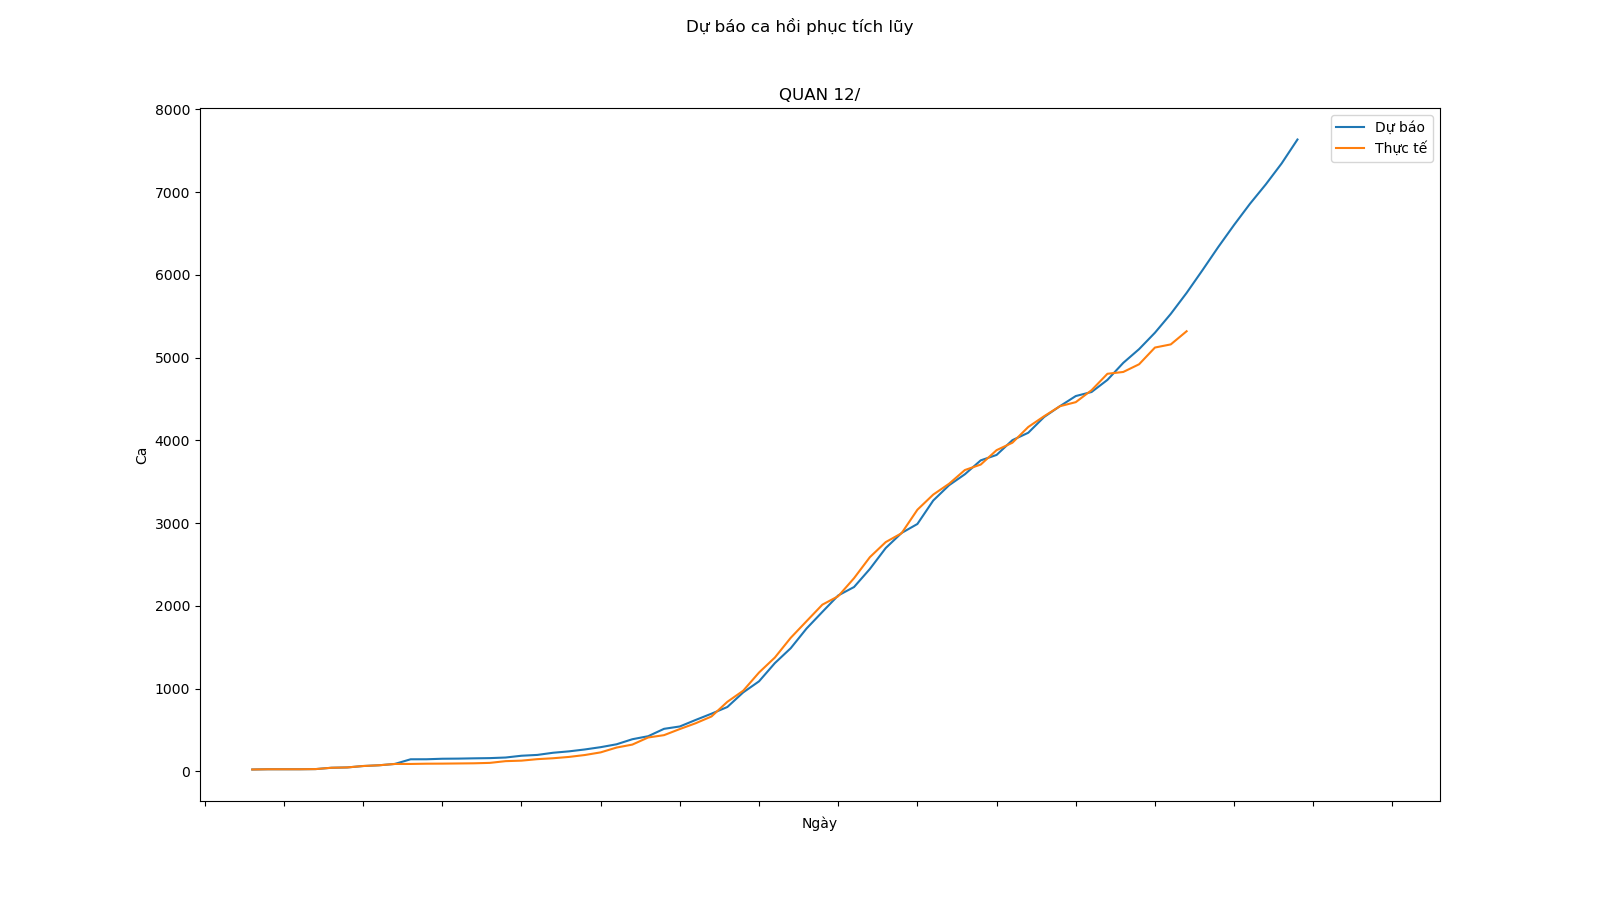 Dự báo ca hồi phục tích lũy
QUAN 12/
8000
7000
6000
5000
4000
3000
2000
1000
0
Ca
Ngày
Dự báo
Thực tế